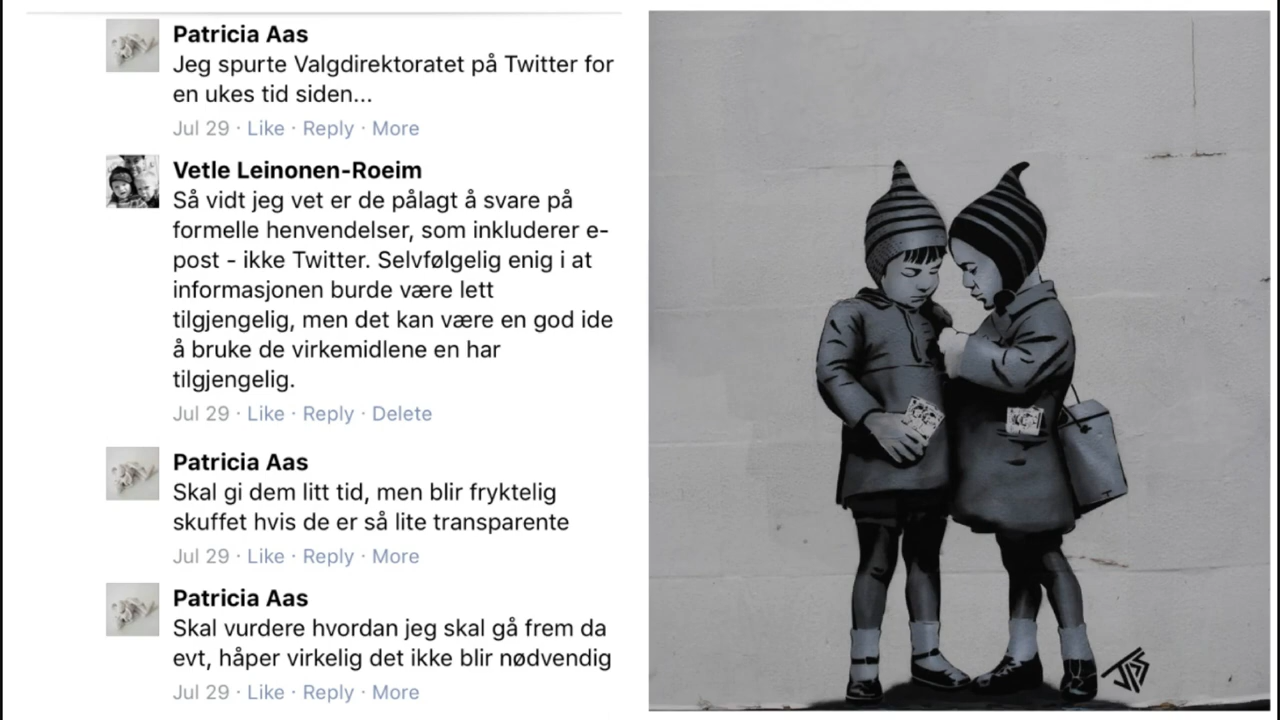 Patricia Aas
Jeg spurte Valgdirektoratet på Twitter for
en ukes tid siden...
Jul 29 · Like · Reply · More
Vetle Leinonen-Roeim
Så vidt jeg vet er de pålagt å svare på
formelle henvendelser, som inkluderer e-
post - ikke Twitter. Selvfølgelig enig i at
informasjonen burde være lett
tilgjengelig, men det kan være en god ide
å bruke de virkemidlene en har
tilgjengelig.
Jul 29 · Like · Reply · Delete
Patricia Aas
Skal gi dem litt tid, men blir fryktelig
skuffet hvis de er så lite transparente
Jul 29 · Like · Reply · More
Patricia Aas
Skal vurdere hvordan jeg skal gå frem da
evt, håper virkelig det ikke blir nødvendig
Jul 29 · Like · Reply · More
JPS